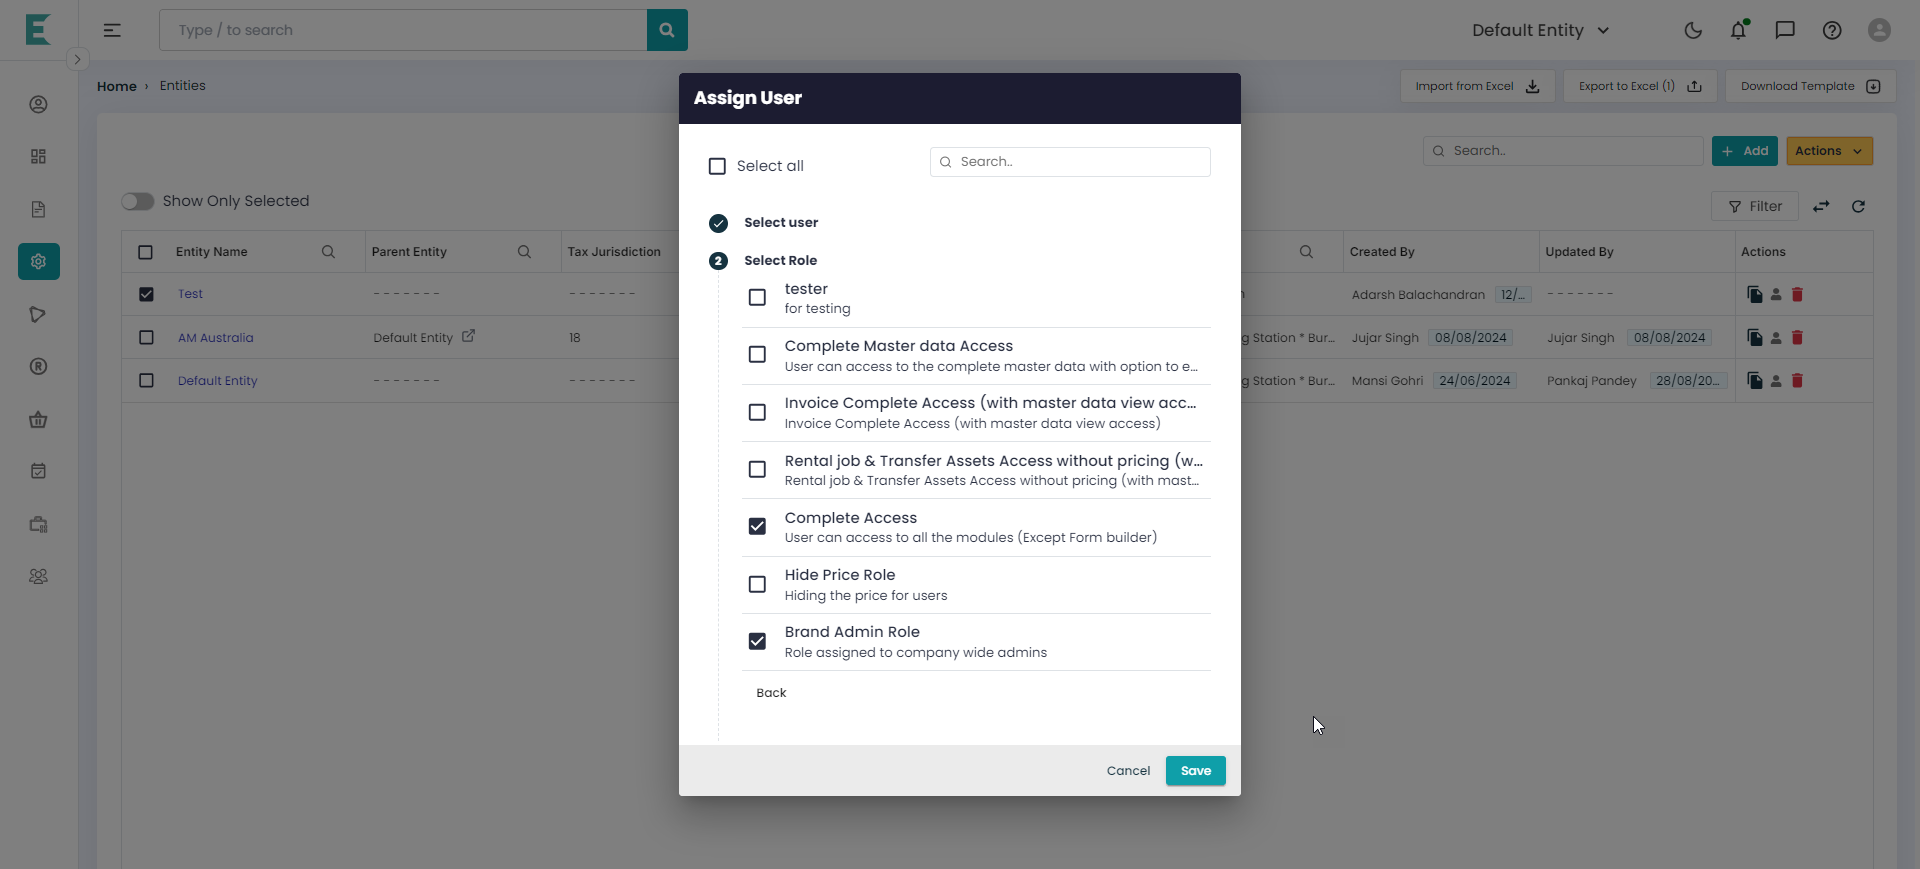 Type / to search
Default Entity
Home › Entities
Import from Excel
Export to Excel (1)
Download Template
Assign User
Select all
Search..
Search..
+ Add
Actions
Show Only Selected
Filter
Select user
2 Select Role
Entity Name
Parent Entity
Tax Jurisdiction
Created By
Updated By
Actions
Test
- - - - - - -
- - - - - - -
Adarsh Balachandran
12/...
- - - - - - -
AM Australia
Default Entity
18
g Station * Bur...
Jujar Singh
08/08/2024
Jujar Singh
08/08/2024
Default Entity
- - - - - - -
- - - - - - -
g Station * Bur...
Mansi Gohri
24/06/2024
Pankaj Pandey
28/08/20...
tester
for testing
Complete Master data Access
User can access to the complete master data with option to e...
Invoice Complete Access (with master data view acc...
Invoice Complete Access (with master data view access)
Rental job & Transfer Assets Access without pricing (w...
Rental job & Transfer Assets Access without pricing (with mast...
Complete Access
User can access to all the modules (Except Form builder)
Hide Price Role
Hiding the price for users
Brand Admin Role
Role assigned to company wide admins
Back
Cancel
Save